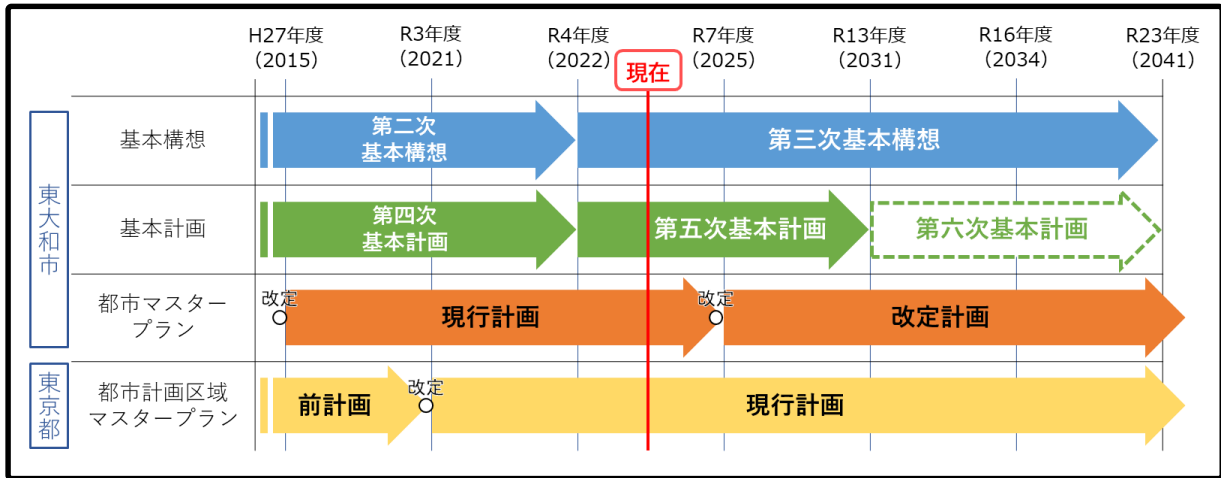 H27年度 R3年度 R4年度 R7年度 R13年度 R16年度 R23年度
（2015） （2021） （2022） （2025） （2031） （2034） （2041）
現在
東大和市
基本構想
第二次
基本構想
第三次基本構想
基本計画
第四次
基本計画
第五次基本計画
第六次基本計画
都市マスター
プラン
改定
現行計画
改定
改定計画
東京都
都市計画区域
マスタープラン
前計画
改定
現行計画